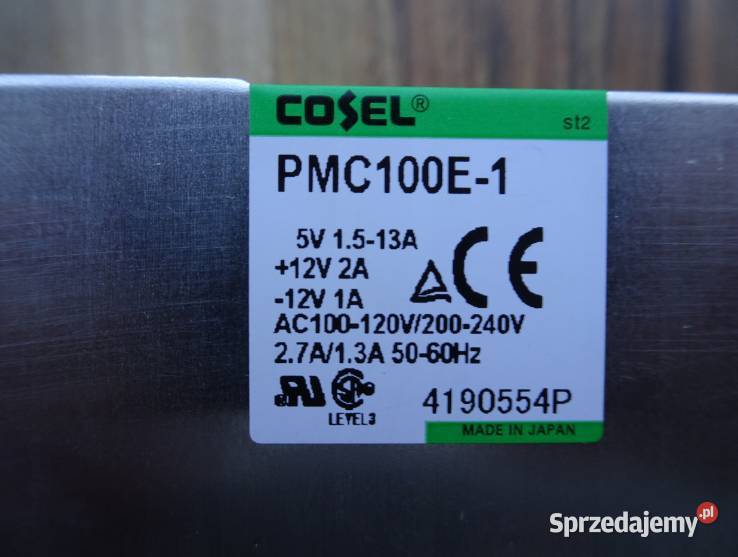 COSEL®
st2
PMC100E-1
5V 1.5-13A
+12V 2A
-12V 1A
CE
AC100-120V/200-240V
2.7A/1.3A 50-60Hz
LEVEL3
4190554P
MADE IN JAPAN
Sprzedajemy.pl